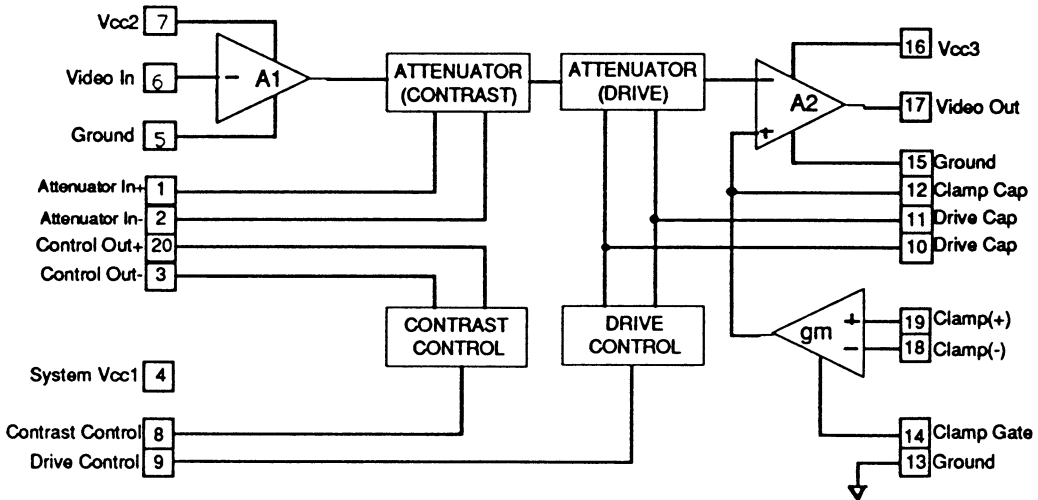 Vcc2 7
Video In 6
Ground 5
Attenuator In+ 1
Attenuator In- 2
Control Out+ 20
Control Out- 3
System Vcc1 4
Contrast Control 8
Drive Control 9
- A1
ATTENUATOR
(CONTRAST)
ATTENUATOR
(DRIVE)
- A2 +
CONTRAST
CONTROL
DRIVE
CONTROL
gm + -
16 Vcc3
17 Video Out
15 Ground
12 Clamp Cap
11 Drive Cap
10 Drive Cap
19 Clamp(+)
18 Clamp(-)
14 Clamp Gate
13 Ground